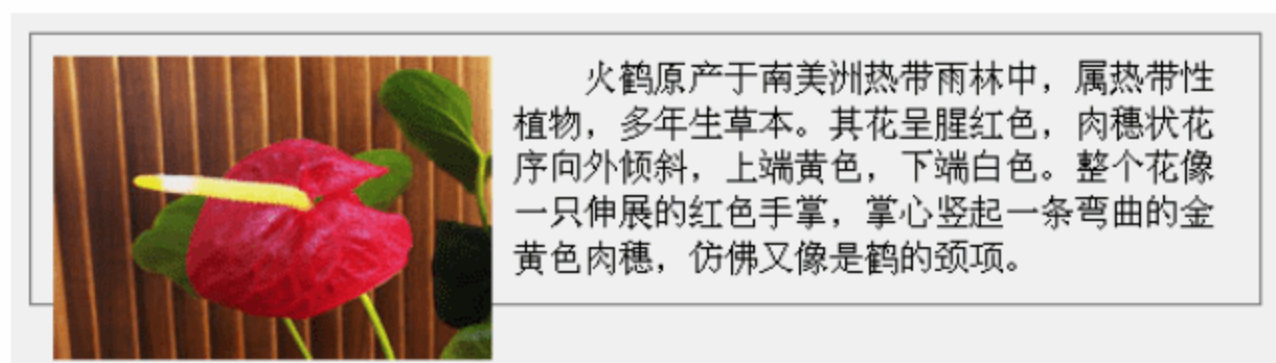 火鹤原产于南美洲热带雨林中，属热带性
植物，多年生草本。其花呈腥红色，肉穗状花
序向外倾斜，上端黄色，下端白色。整个花像
一只伸展的红色手掌，掌心竖起一条弯曲的金
黄色肉穗，仿佛又像是鹤的颈项。